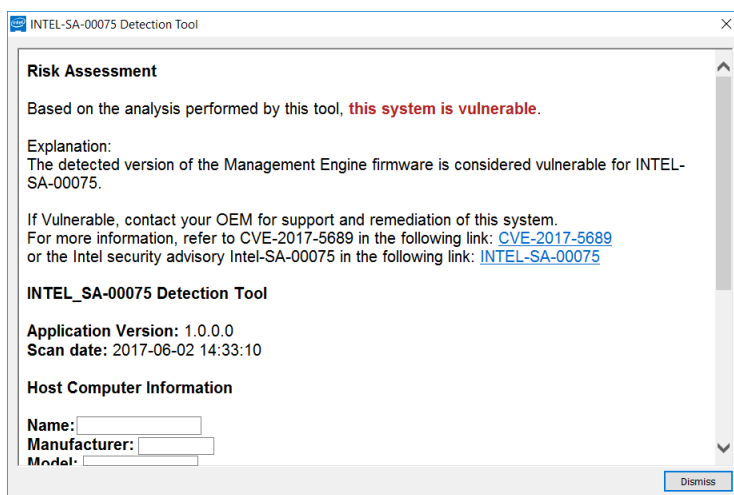 INTEL-SA-00075 Detection Tool
Risk Assessment
Based on the analysis performed by this tool, this system is vulnerable.
Explanation:
The detected version of the Management Engine firmware is considered vulnerable for INTEL-
SA-00075.
If Vulnerable, contact your OEM for support and remediation of this system.
For more information, refer to CVE-2017-5689 in the following link: CVE-2017-5689
or the Intel security advisory Intel-SA-00075 in the following link: INTEL-SA-00075
INTEL_SA-00075 Detection Tool
Application Version: 1.0.0.0
Scan date: 2017-06-02 14:33:10
Host Computer Information
Name:
Manufacturer:
Model:
Dismiss